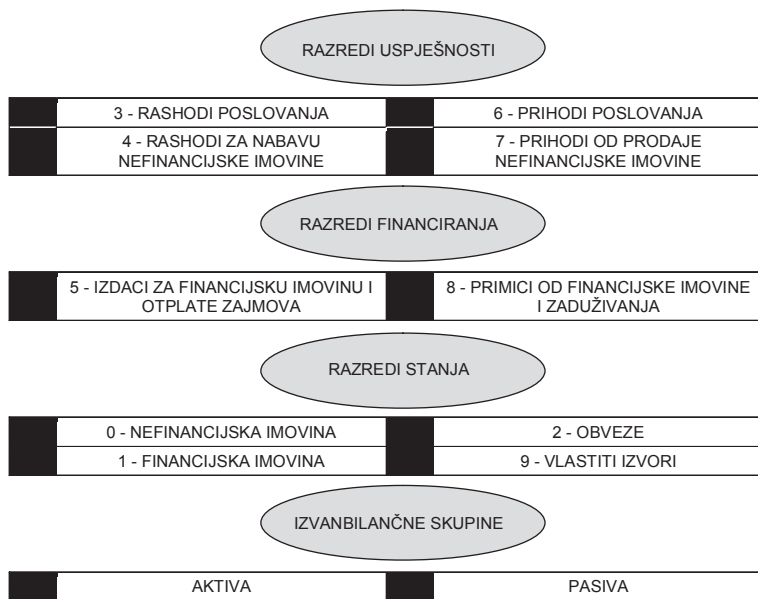 RAZREDI USPJEŠNOSTI
3 - RASHODI POSLOVANJA
6 - PRIHODI POSLOVANJA
4 - RASHODI ZA NABAVU
NEFINANCIJSKE IMOVINE
7 - PRIHODI OD PRODAJE
NEFINANCIJSKE IMOVINE
RAZREDI FINANCIRANJA
5 - IZDACI ZA FINANCIJSKU IMOVINU I
OTPLATE ZAJMOVA
8 - PRIMICI OD FINANCIJSKE IMOVINE
I ZADUŽIVANJA
RAZREDI STANJA
0 - NEFINANCIJSKA IMOVINA
2 - OBVEZE
1 - FINANCIJSKA IMOVINA
9 - VLASTITI IZVORI
IZVANBILANČNE SKUPINE
AKTIVA
PASIVA